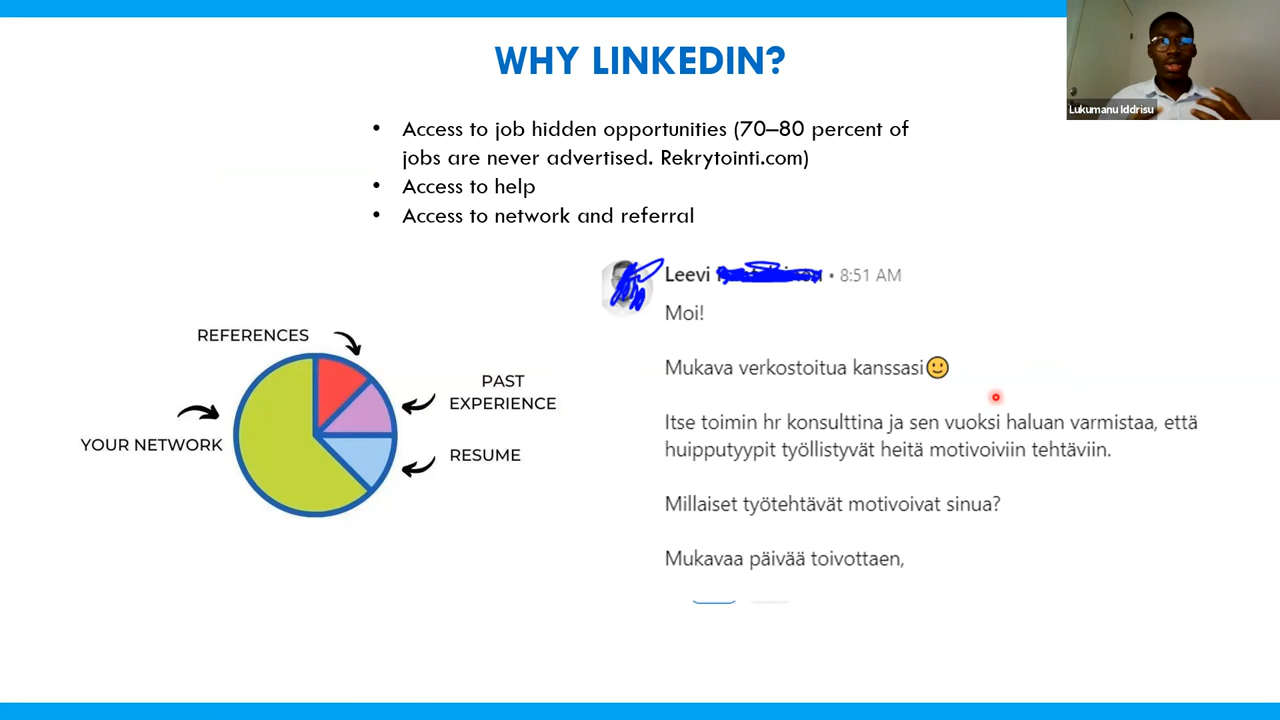 WHY LINKEDIN?
Lukumanu Iddrisu
• Access to job hidden opportunities (70–80 percent of
jobs are never advertised. Rekrytointi.com)
• Access to help
• Access to network and referral
REFERENCES
PAST
EXPERIENCE
YOUR NETWORK
RESUME
Leevi • 8:51 AM
Moi!
Mukava verkostoitua kanssasi🙂
Itse toimin hr konsulttina ja sen vuoksi haluan varmistaa, että
huipputyypit työllistyvät heitä motivoiviin tehtäviin.
Millaiset työtehtävät motivoivat sinua?
Mukavaa päivää toivottaen,